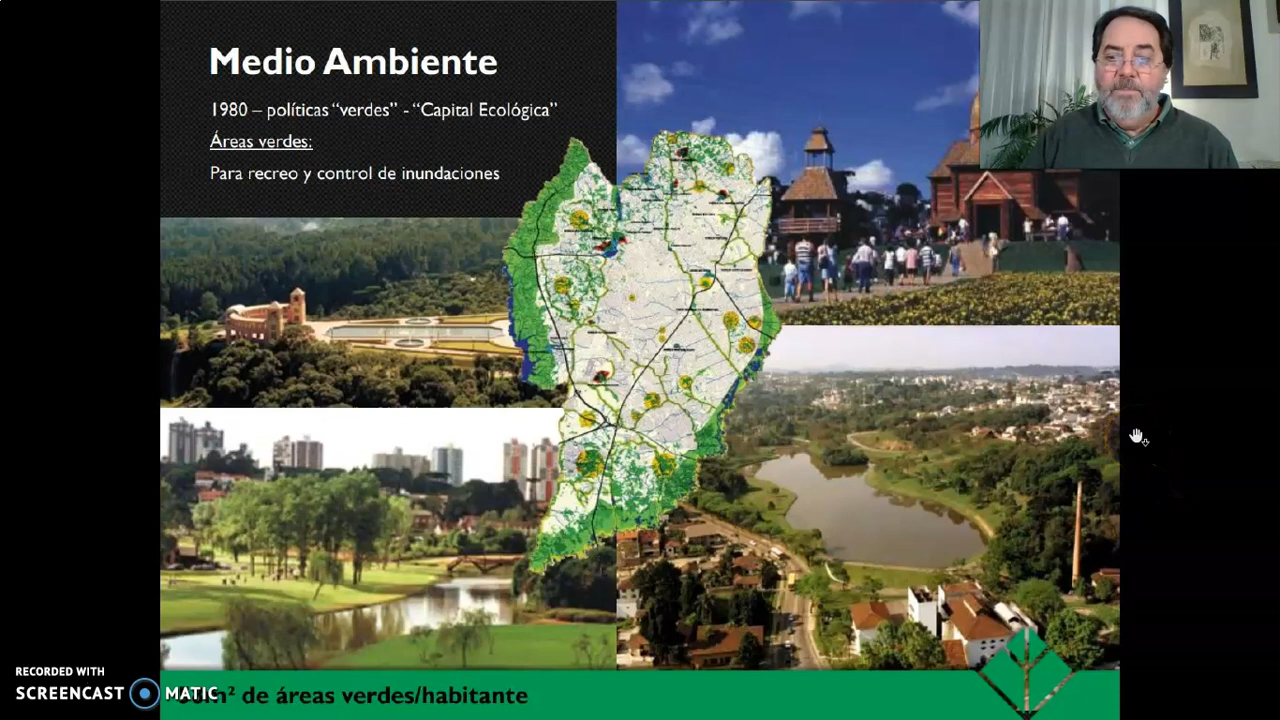 Medio Ambiente
1980 – políticas “verdes” - “Capital Ecológica”
Áreas verdes:
Para recreo y control de inundaciones
RECORDED WITH
SCREENCAST MATIC
m² de áreas verdes/habitante